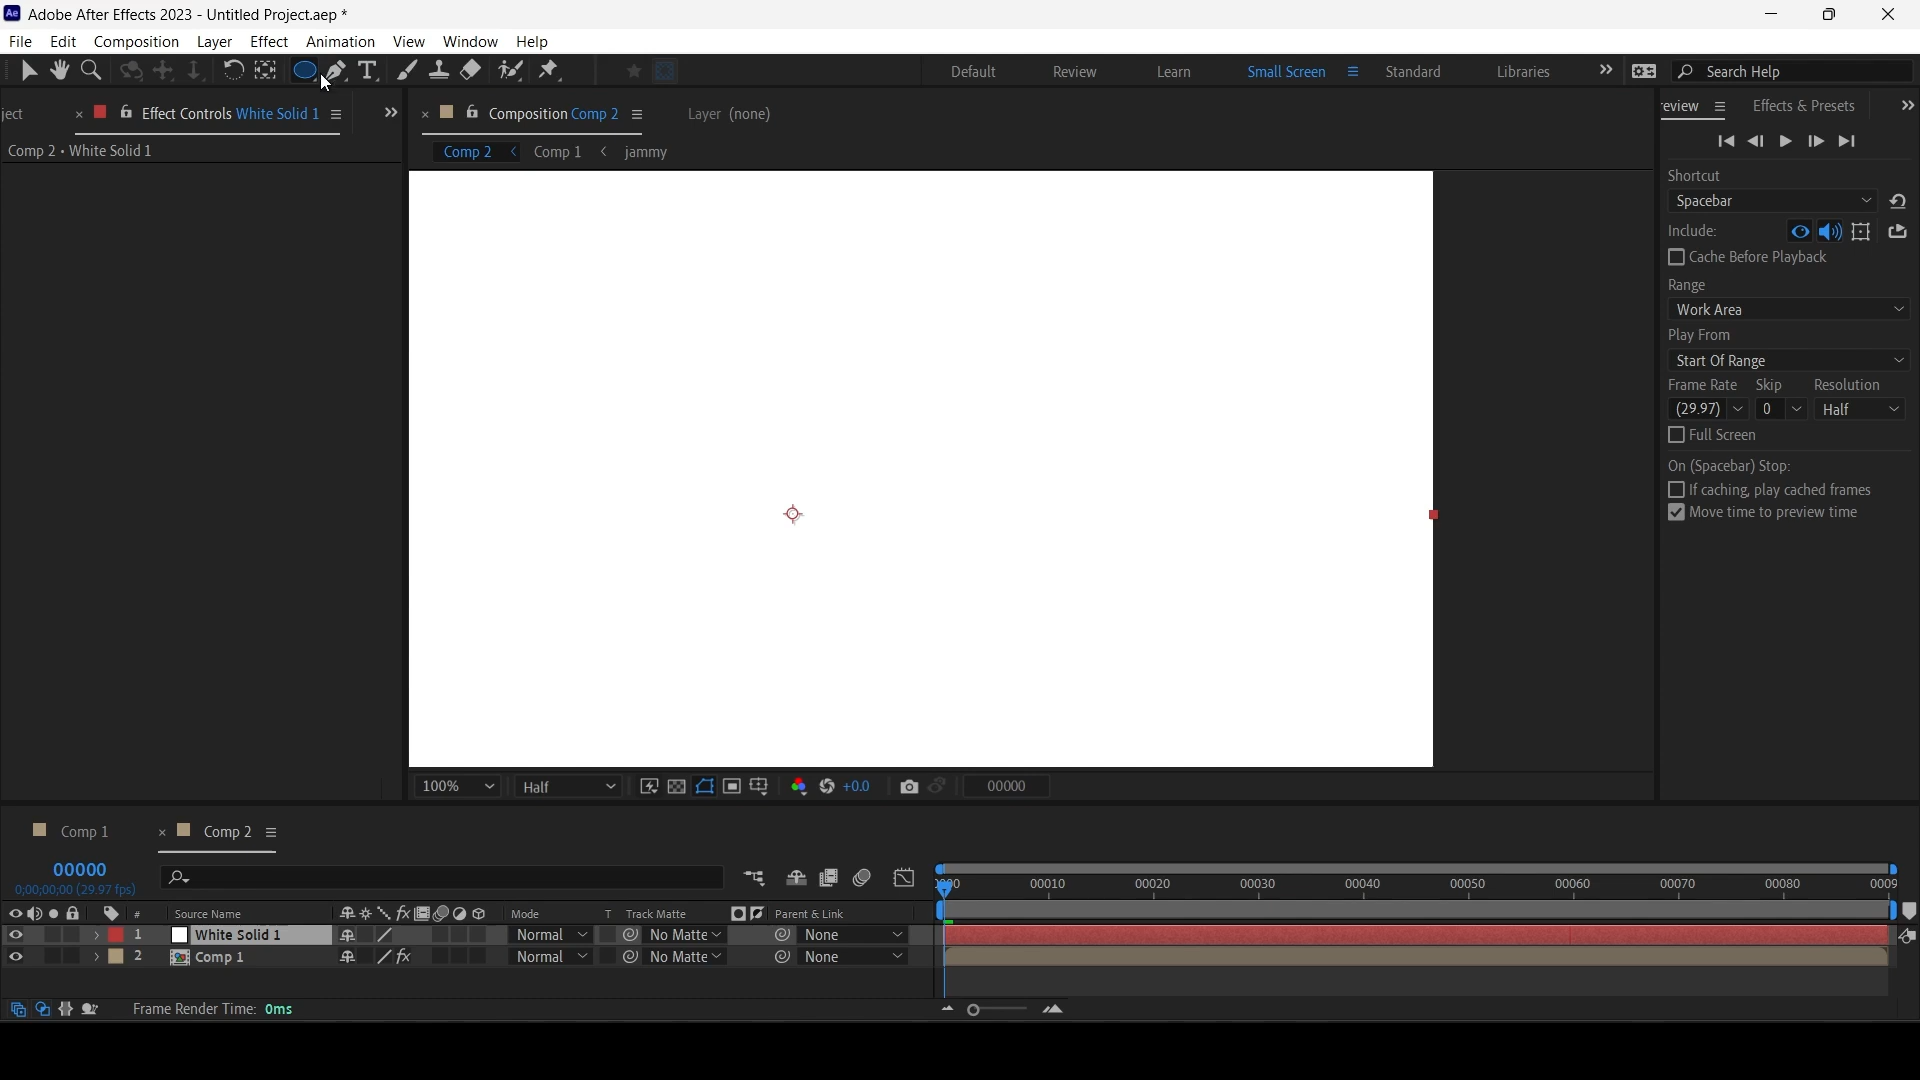 Ae Adobe After Effects 2023 - Untitled Project.aep *
File Edit Composition Layer Effect Animation View Window Help
Default Review Learn Small Screen Standard Libraries Search Help
ject Effect Controls White Solid 1 Composition Comp 2 Layer (none) review Effects & Presets
Comp 2 • White Solid 1 Comp 2 Comp 1 jammy
Shortcut
Spacebar
Include:
Cache Before Playback
Range
Work Area
Play From
Start Of Range
Frame Rate Skip Resolution
(29.97) 0 Half
Full Screen
On (Spacebar) Stop:
If caching, play cached frames
Move time to preview time
100% Half +0.0 00000
Comp 1 Comp 2
00000
0;00;00;00 (29.97 fps)
00010 00020 00030 00040 00050 00060 00070 00080 0009
# Source Name fx Mode T Track Matte Parent & Link
1 White Solid 1 Normal No Matte None
2 Comp 1 fx Normal No Matte None
Frame Render Time: 0ms